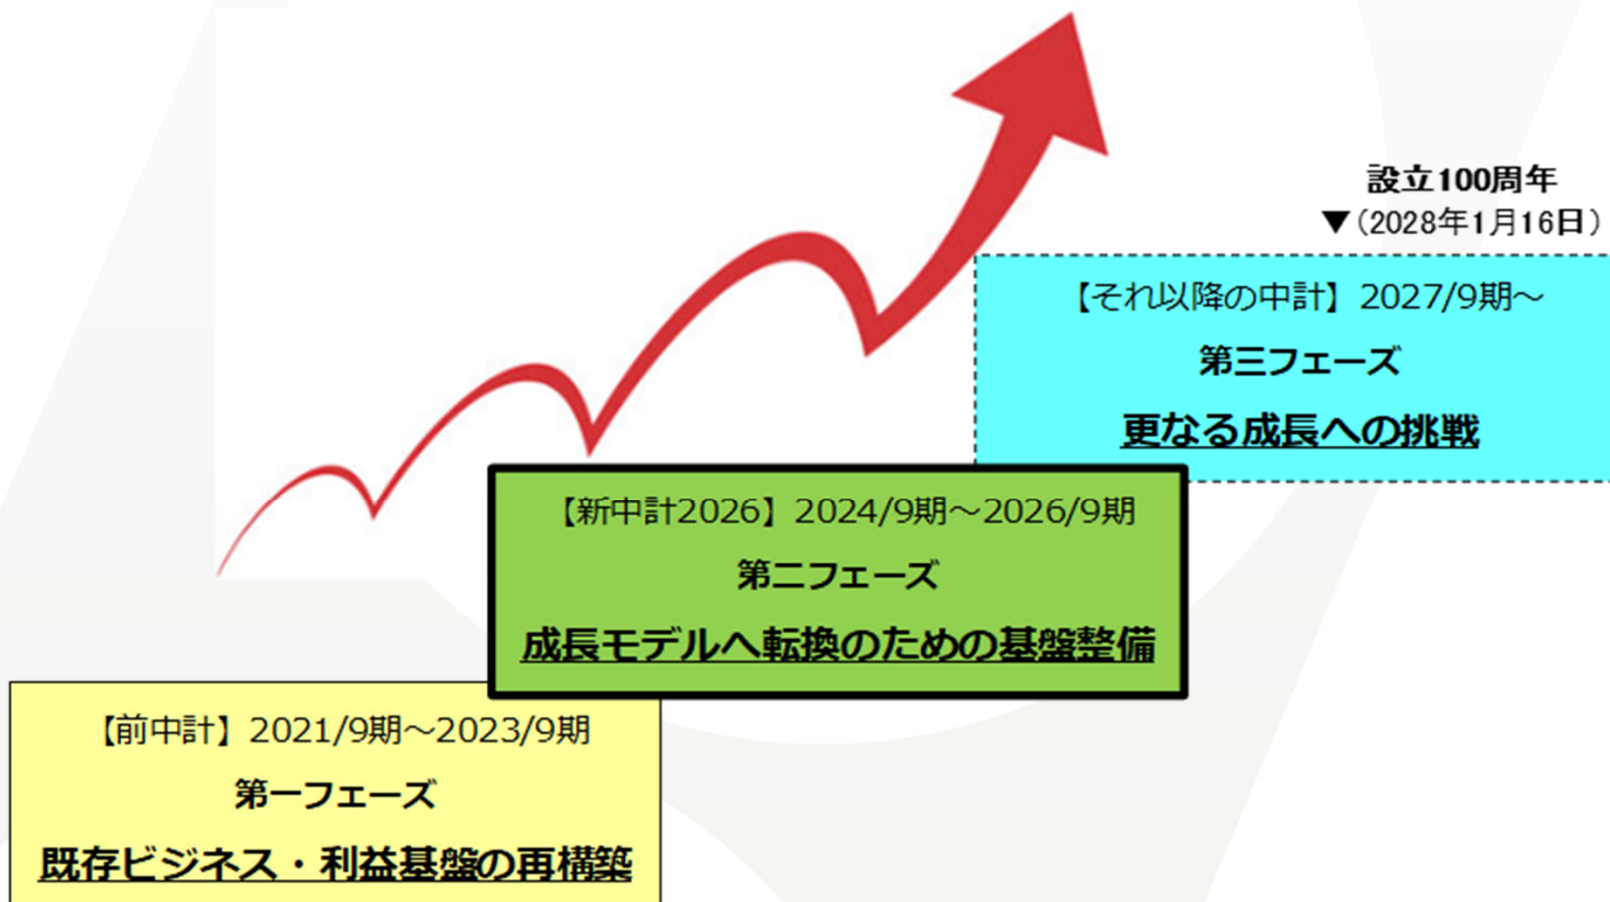 設立100周年
▼(2028年1月16日)
【それ以降の中計】2027/9期～
第三フェーズ
更なる成長への挑戦
【新中計2026】2024/9期～2026/9期
第二フェーズ
成長モデルへ転換のための基盤整備
【前中計】2021/9期～2023/9期
第一フェーズ
既存ビジネス・利益基盤の再構築